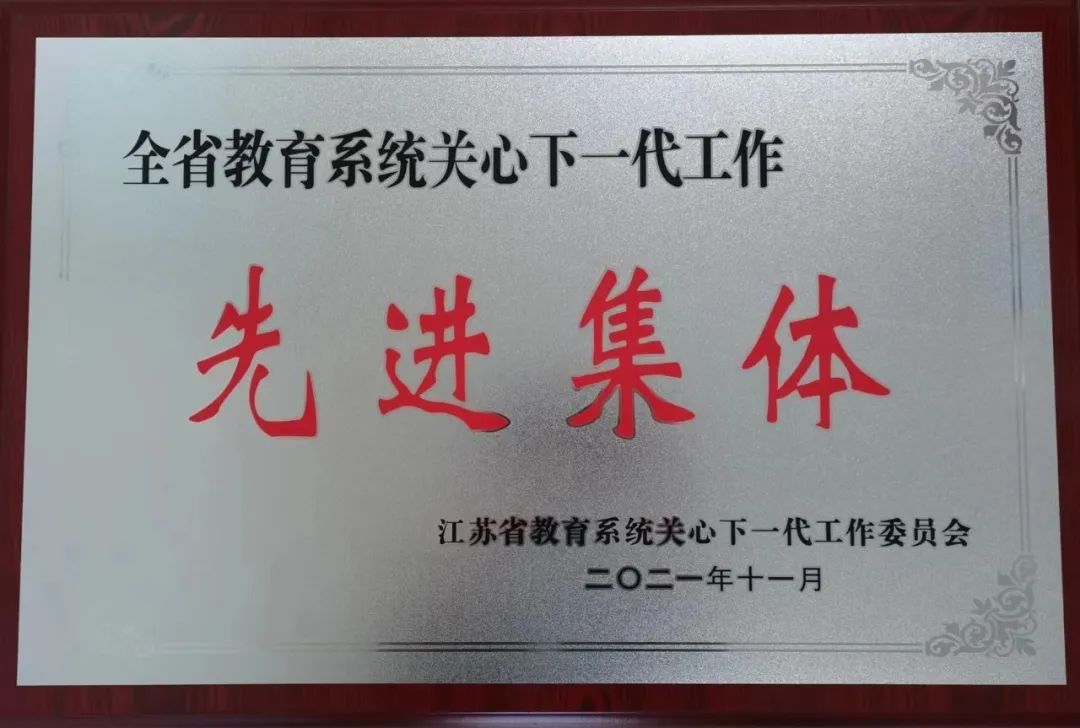 全省教育系统关心下一代工作
先进集体
江苏省教育系统关心下一代工作委员会
二〇二一年十一月